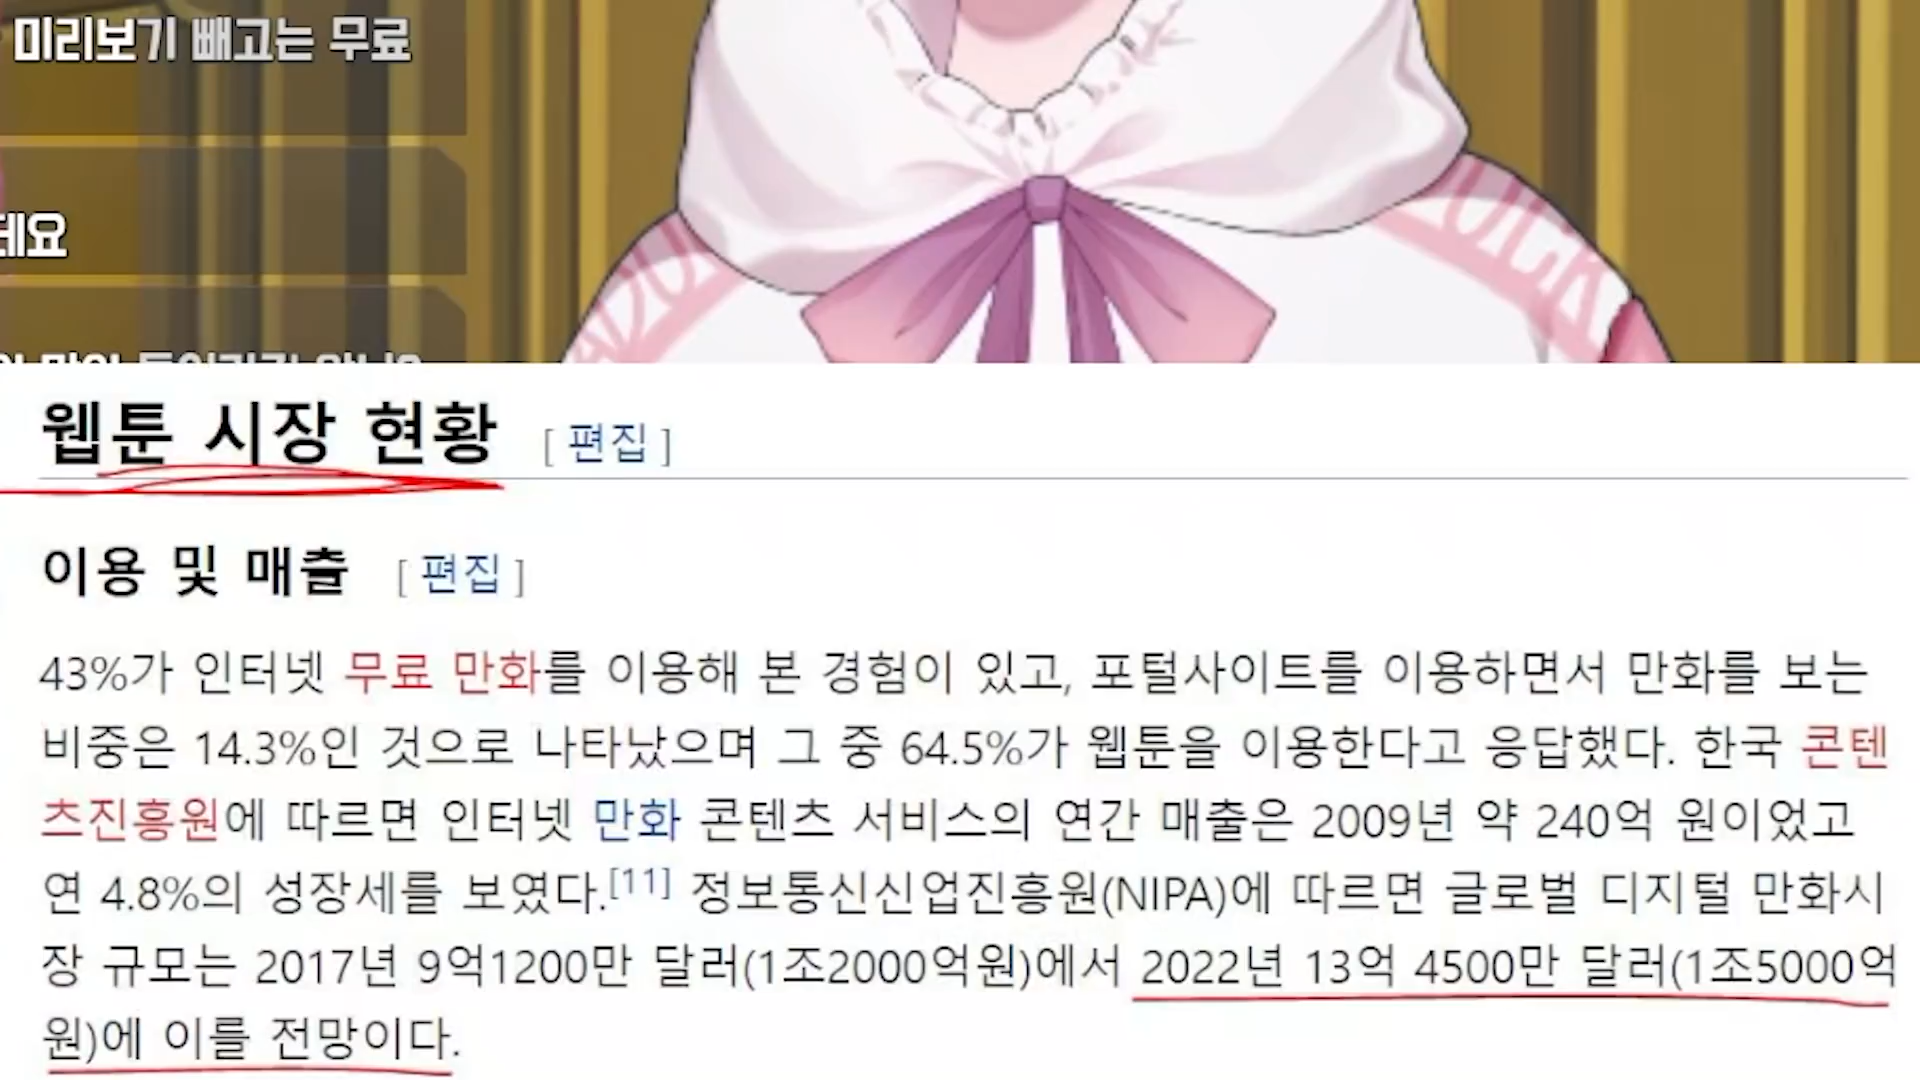 미리보기 빼고는 무료
데요
웹툰 시장 현황 [ 편집 ]
이용 및 매출 [ 편집 ]
43%가 인터넷 무료 만화를 이용해 본 경험이 있고, 포털사이트를 이용하면서 만화를 보는
비중은 14.3%인 것으로 나타났으며 그 중 64.5%가 웹툰을 이용한다고 응답했다. 한국 콘텐
츠진흥원에 따르면 인터넷 만화 콘텐츠 서비스의 연간 매출은 2009년 약 240억 원이었고
연 4.8%의 성장세를 보였다.[11] 정보통신신업진흥원(NIPA)에 따르면 글로벌 디지털 만화시
장 규모는 2017년 9억1200만 달러(1조2000억원)에서 2022년 13억 4500만 달러(1조5000억
원)에 이를 전망이다.